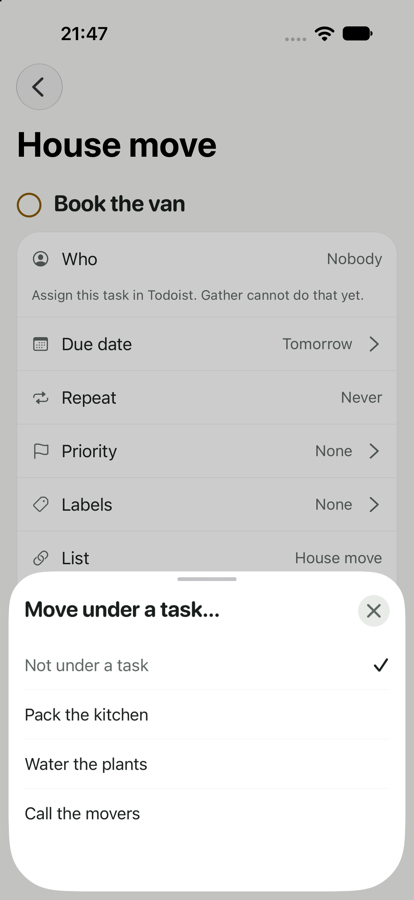 21:47
House move
Book the van
Who Nobody
Assign this task in Todoist. Gather cannot do that yet.
Due date Tomorrow
Repeat Never
Priority None
Labels None
List House move
Move under a task...
Not under a task
Pack the kitchen
Water the plants
Call the movers